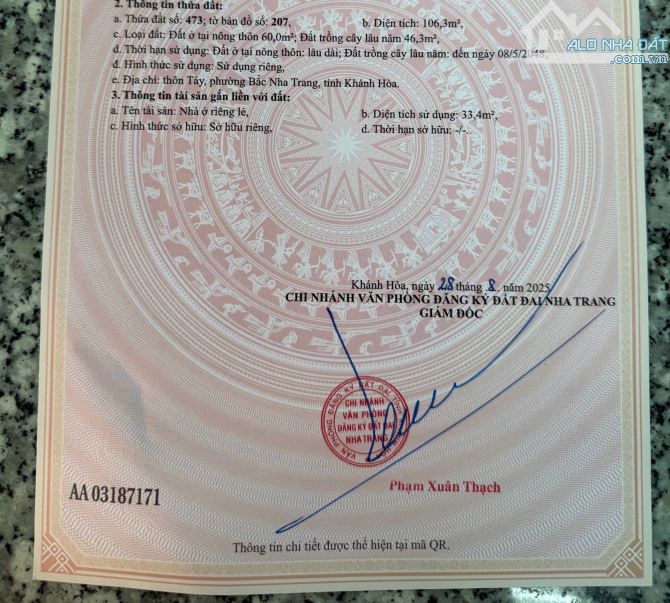 2. Thông tin thửa đất:
a. Thửa đất số: 473; tờ bản đồ số: 207, b. Diện tích: 106,3m²,
c. Loại đất: Đất ở tại nông thôn 60,0m²; Đất trồng cây lâu năm 46,3m²,
d. Thời hạn sử dụng: Đất ở tại nông thôn: lâu dài; Đất trồng cây lâu năm: đến ngày 08/5/2048,
đ. Hình thức sử dụng: Sử dụng riêng,
e. Địa chỉ: thôn Tây, phường Bắc Nha Trang, tỉnh Khánh Hòa.
3. Thông tin tài sản gắn liền với đất:
a. Tên tài sản: Nhà ở riêng lẻ, b. Diện tích sử dụng: 33,4m²,
c. Hình thức sở hữu: Sở hữu riêng, d. Thời hạn sở hữu: -/-.
ALO NHÀ ĐẤT
.com.vn
Khánh Hòa, ngày 28 tháng 8 năm 2025
CHI NHÁNH VĂN PHÒNG ĐĂNG KÝ ĐẤT ĐAI NHA TRANG
GIÁM ĐỐC
VĂN PHÒNG ĐĂNG KÝ ĐẤT ĐAI TỈNH
CHI NHÁNH
VĂN PHÒNG
ĐĂNG KÝ ĐẤT ĐAI
NHA TRANG
Phạm Xuân Thạch
AA 03187171
Thông tin chi tiết được thể hiện tại mã QR.